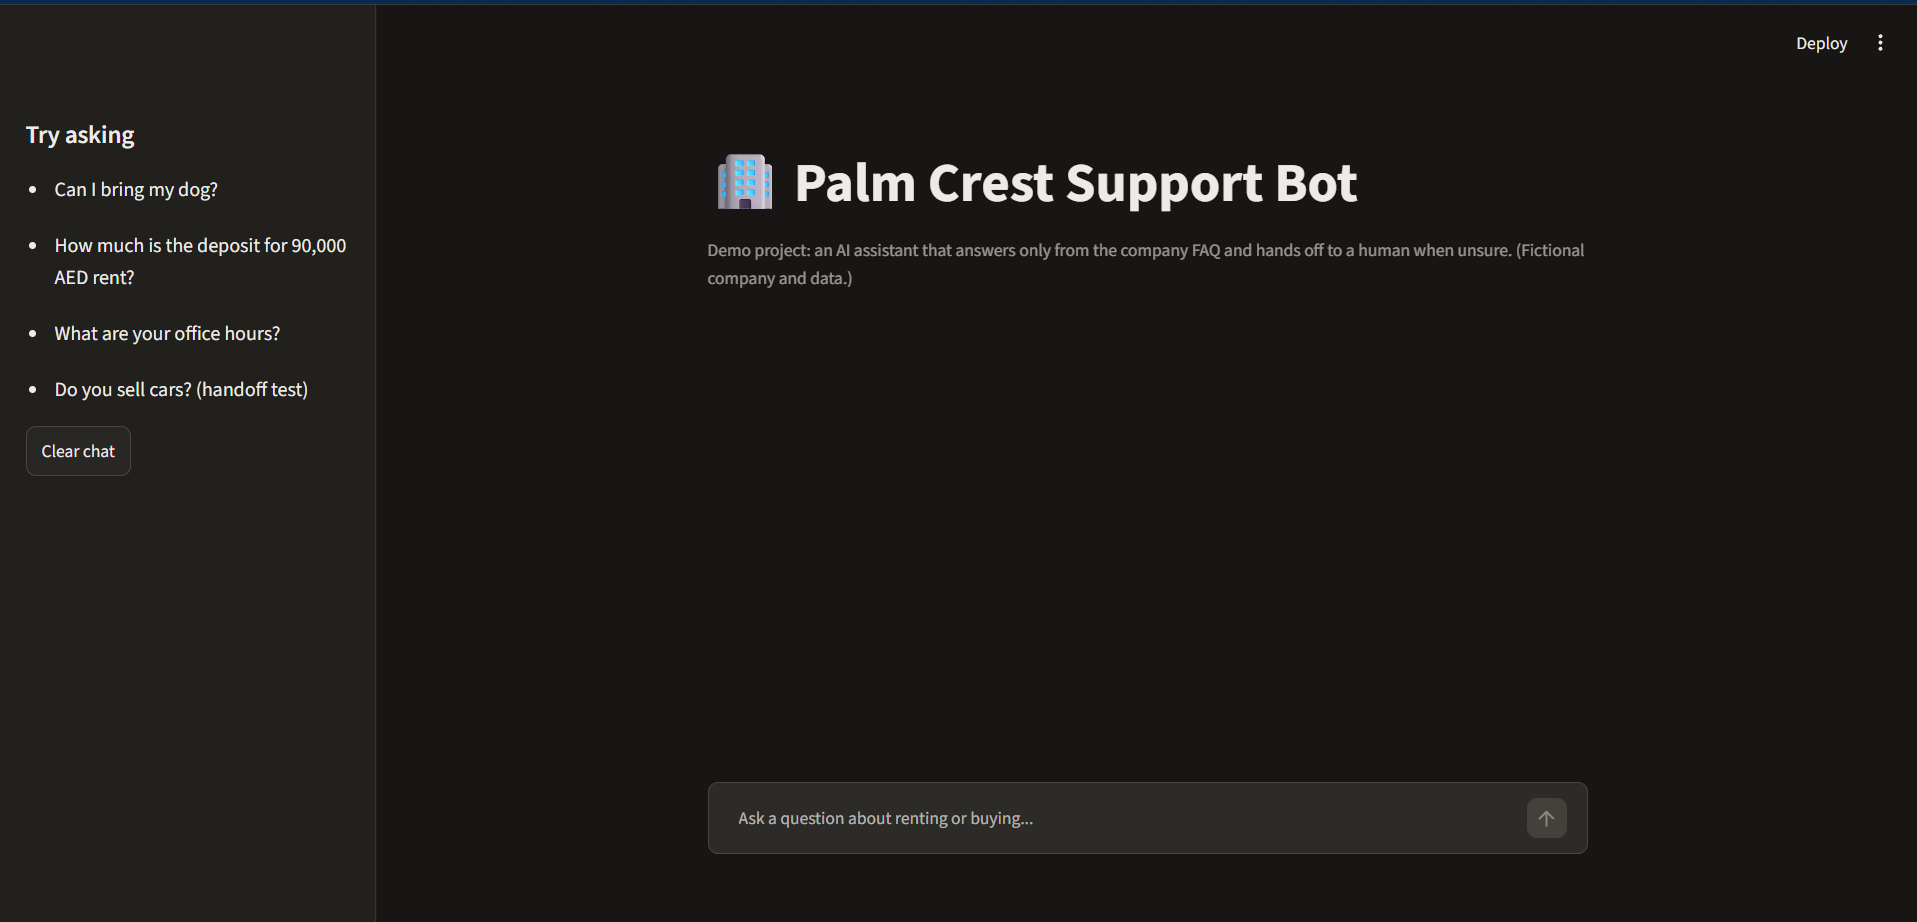 Deploy
Try asking
Can I bring my dog?
How much is the deposit for 90,000
AED rent?
What are your office hours?
Do you sell cars? (handoff test)
Clear chat
Palm Crest Support Bot
Demo project: an AI assistant that answers only from the company FAQ and hands off to a human when unsure. (Fictional
company and data.)
Ask a question about renting or buying...